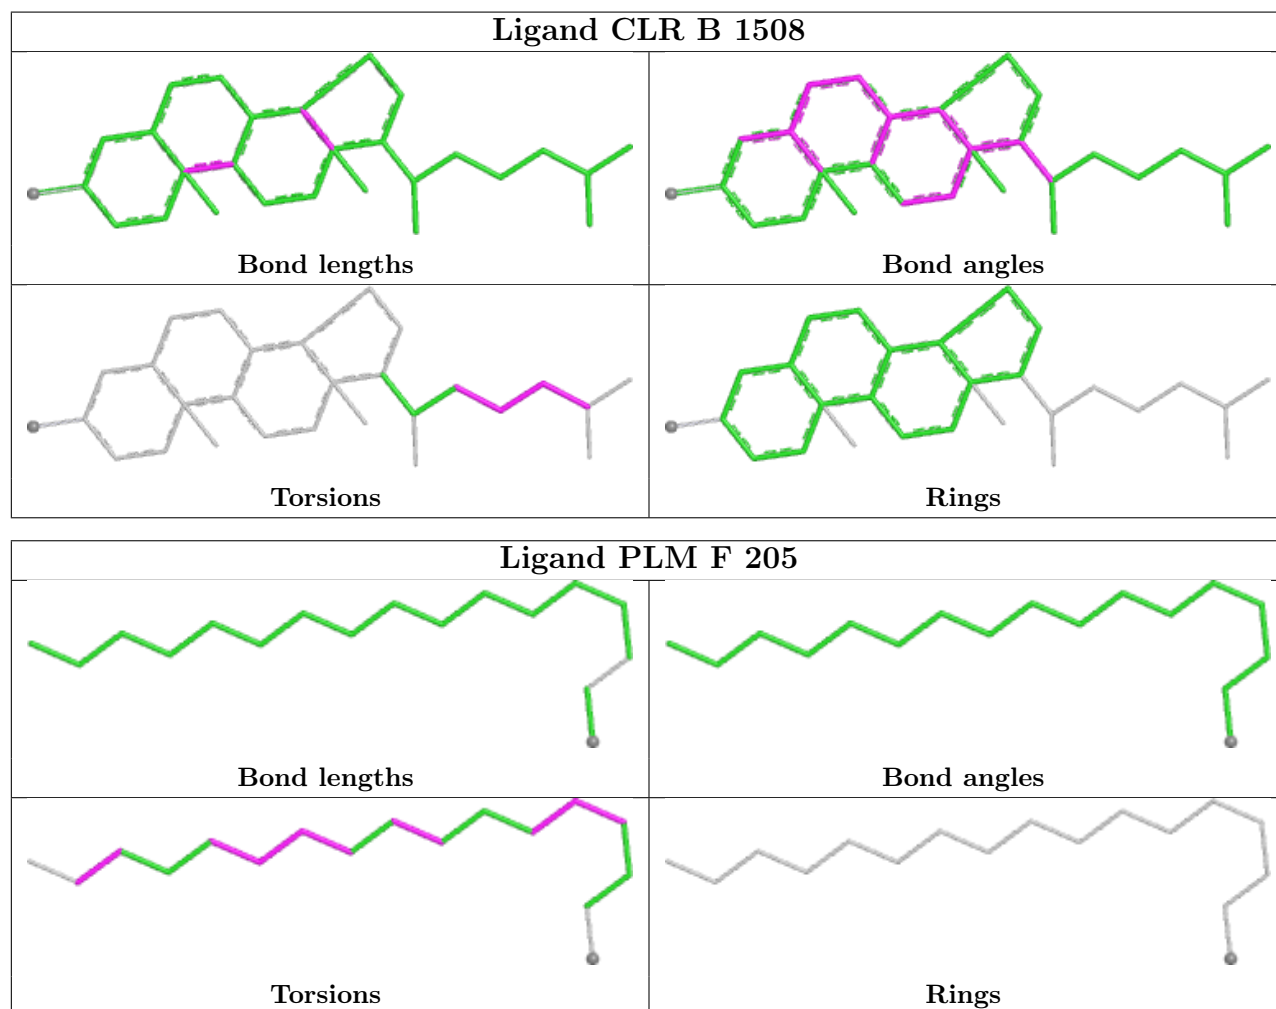 Ligand CLR B 1508
Bond lengths
Bond angles
Torsions
Rings
Ligand PLM F 205
Bond lengths
Bond angles
Torsions
Rings